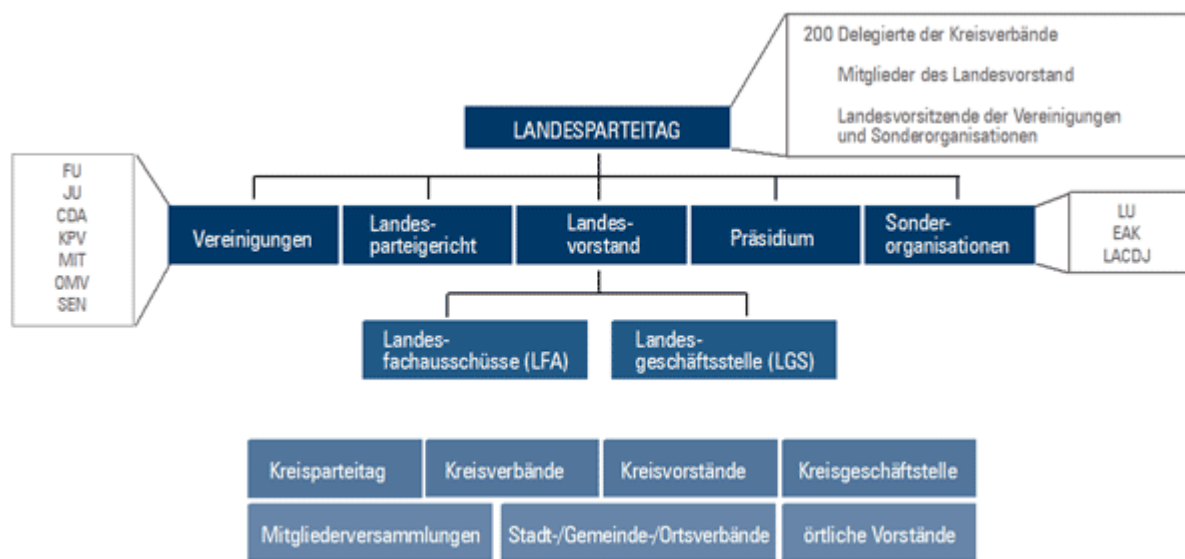 200 Delegierte der Kreisverbände
Mitglieder des Landesvorstand
Landesvorsitzende der Vereinigungen
und Sonderorganisationen
LANDESPARTEITAG
FU
JU
CDA
KPV
MIT
OMV
SEN
Vereinigungen
Landes-
parteigericht
Landes-
vorstand
Präsidium
Sonder-
organisationen
LU
EAK
LACDJ
Landes-
fachausschüsse (LFA)
Landes-
geschäftsstelle (LGS)
Kreisparteitag
Kreisverbände
Kreisvorstände
Kreisgeschäftstelle
Mitgliederversammlungen
Stadt-/Gemeinde-/Ortsverbände
örtliche Vorstände